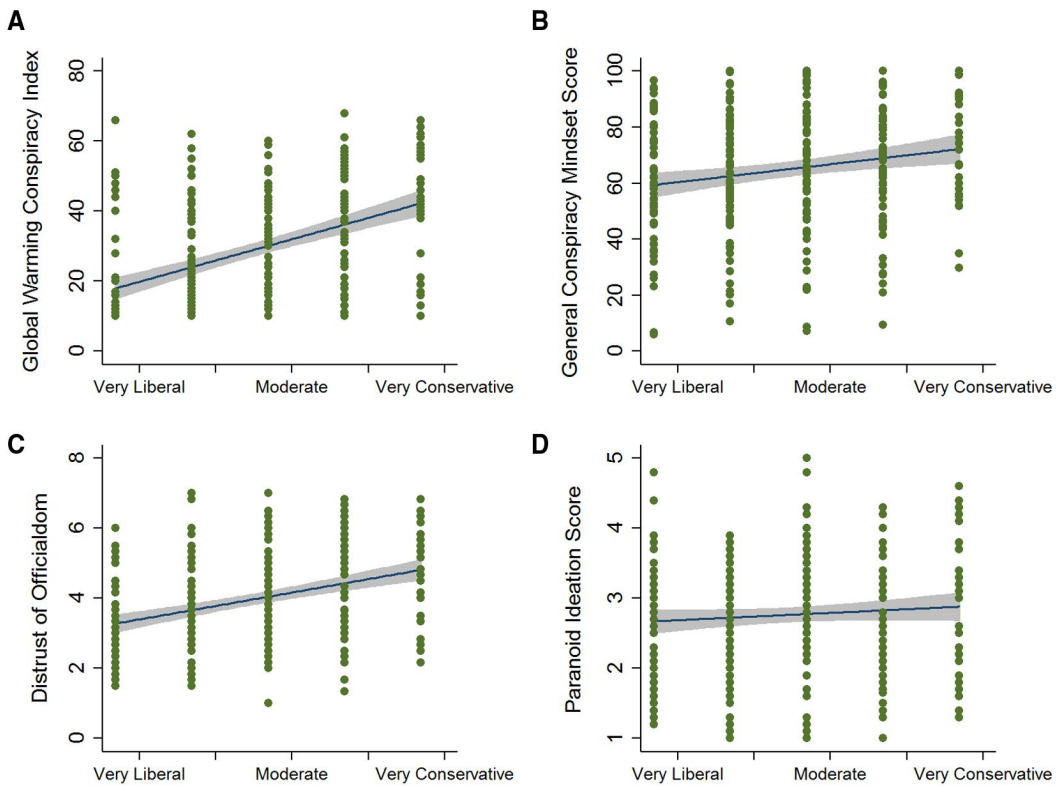 A
Global Warming Conspiracy Index
80
60
40
20
0
Very Liberal
Moderate
Very Conservative
B
General Conspiracy Mindset Score
100
80
60
40
20
0
Very Liberal
Moderate
Very Conservative
C
Distrust of Officialdom
8
6
4
2
0
Very Liberal
Moderate
Very Conservative
D
Paranoid Ideation Score
5
4
3
2
1
Very Liberal
Moderate
Very Conservative